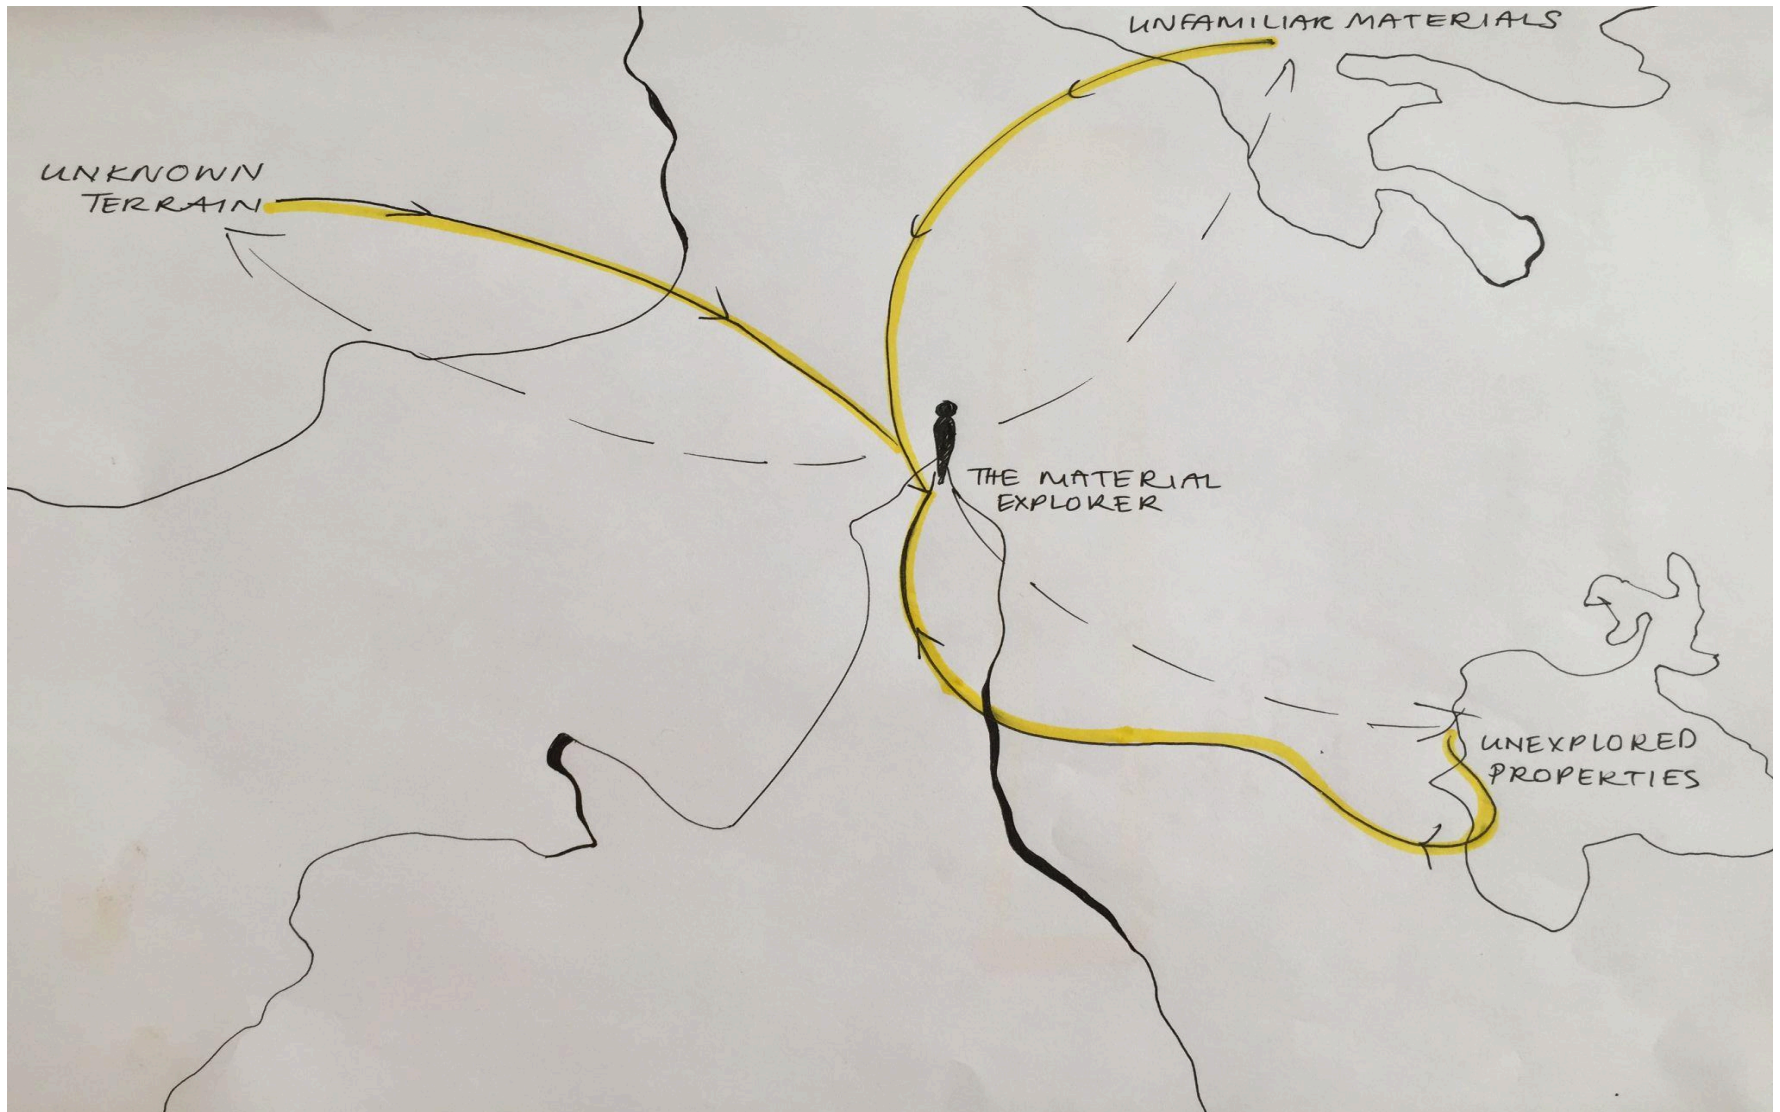 UNFAMILIAR MATERIALS
UNKNOWN
TERRAIN
THE MATERIAL
EXPLORER
UNEXPLORED
PROPERTIES